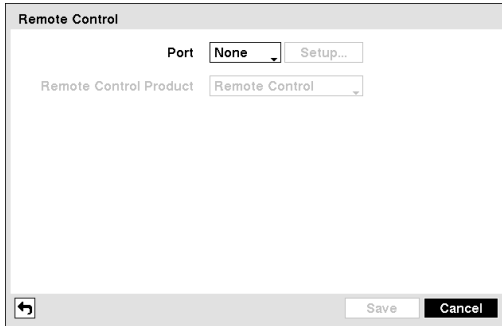 Remote Control
Port None Setup...
Remote Control Product Remote Control
Save Cancel